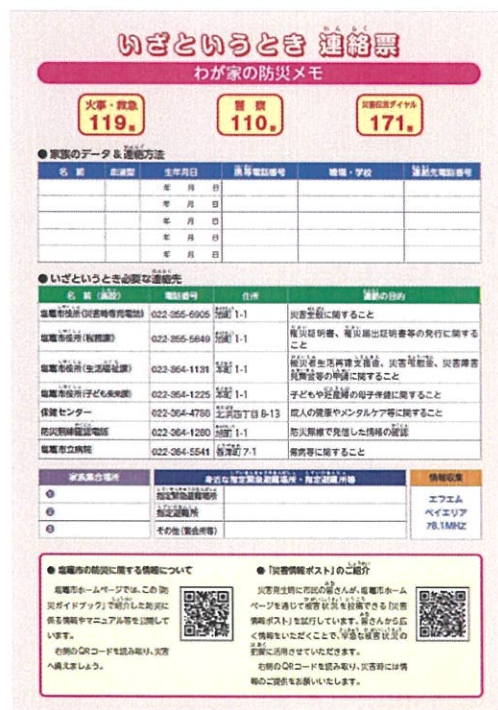 いざというとき 連絡票
わが家の防災メモ
火事・救急 119番
警察 110番
災害伝言ダイヤル 171番
● 家族のデータ & 連絡方法
名 前 血液型 生年月日 携帯電話番号 職場・学校 連絡先電話番号
年 月 日
年 月 日
年 月 日
年 月 日
年 月 日
● いざというとき必要な連絡先
名 前（施設） 電話番号 住所 連絡の目的
塩竈市役所（災害時専用電話） 022-355-6905 旭町 1-1 災害全般に関すること
塩竈市役所（税務課） 022-355-5649 旭町 1-1 罹災証明書、罹災届出証明書等の発行に関する
こと
塩竈市役所（生活福祉課） 022-364-1131 本町 1-1 被災者生活再建支援金、災害弔慰金、災害障害
見舞金等の申請に関すること
塩竈市役所（子ども未来課） 022-364-1225 本町 1-1 子どもや妊産婦の母子保健に関すること
保健センター 022-364-4786 北浜四丁目 8-13 成人の健康やメンタルケア等に関すること
防災無線確認電話 022-364-1280 旭町 1-1 防災無線で発信した情報の確認
塩竈市立病院 022-364-5541 香津町 7-1 傷病等に関すること
家族集合場所 身近な指定緊急避難場所・指定避難所等 情報収集
❶ 指定緊急避難場所
❷ 指定避難所
❸ その他（集会所等）
エフエム
ベイエリア
78.1MHZ
● 塩竈市の防災に関する情報について
塩竈市ホームページでは、この「防
災ガイドブック」で紹介した防災に
係る情報やマニュアル等を公開して
います。
右側のQRコードを読み取り、災害
へ備えましょう。
● 「災害情報ポスト」のご紹介
災害発生時に市民の皆さんが、塩竈市ホーム
ページを通じて被害状況を投稿できる「災害
情報ポスト」を試行しています。皆さんから広
く情報をいただくことで、早急な被害状況の
把握に活用させていただきます。
右側のQRコードを読み取り、災害時には情
報のご提供をお願いいたします。